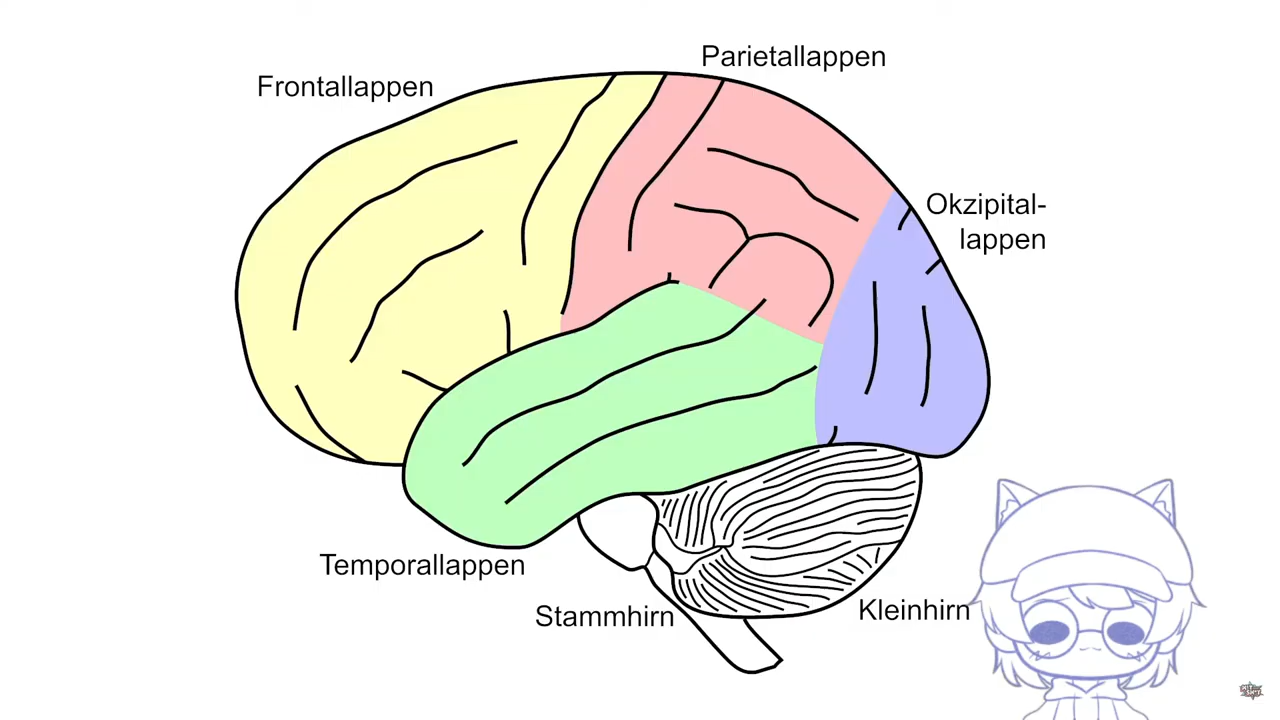 Parietallappen
Frontallappen
Okzipital-
lappen
Temporallappen
Stammhirn
Kleinhirn